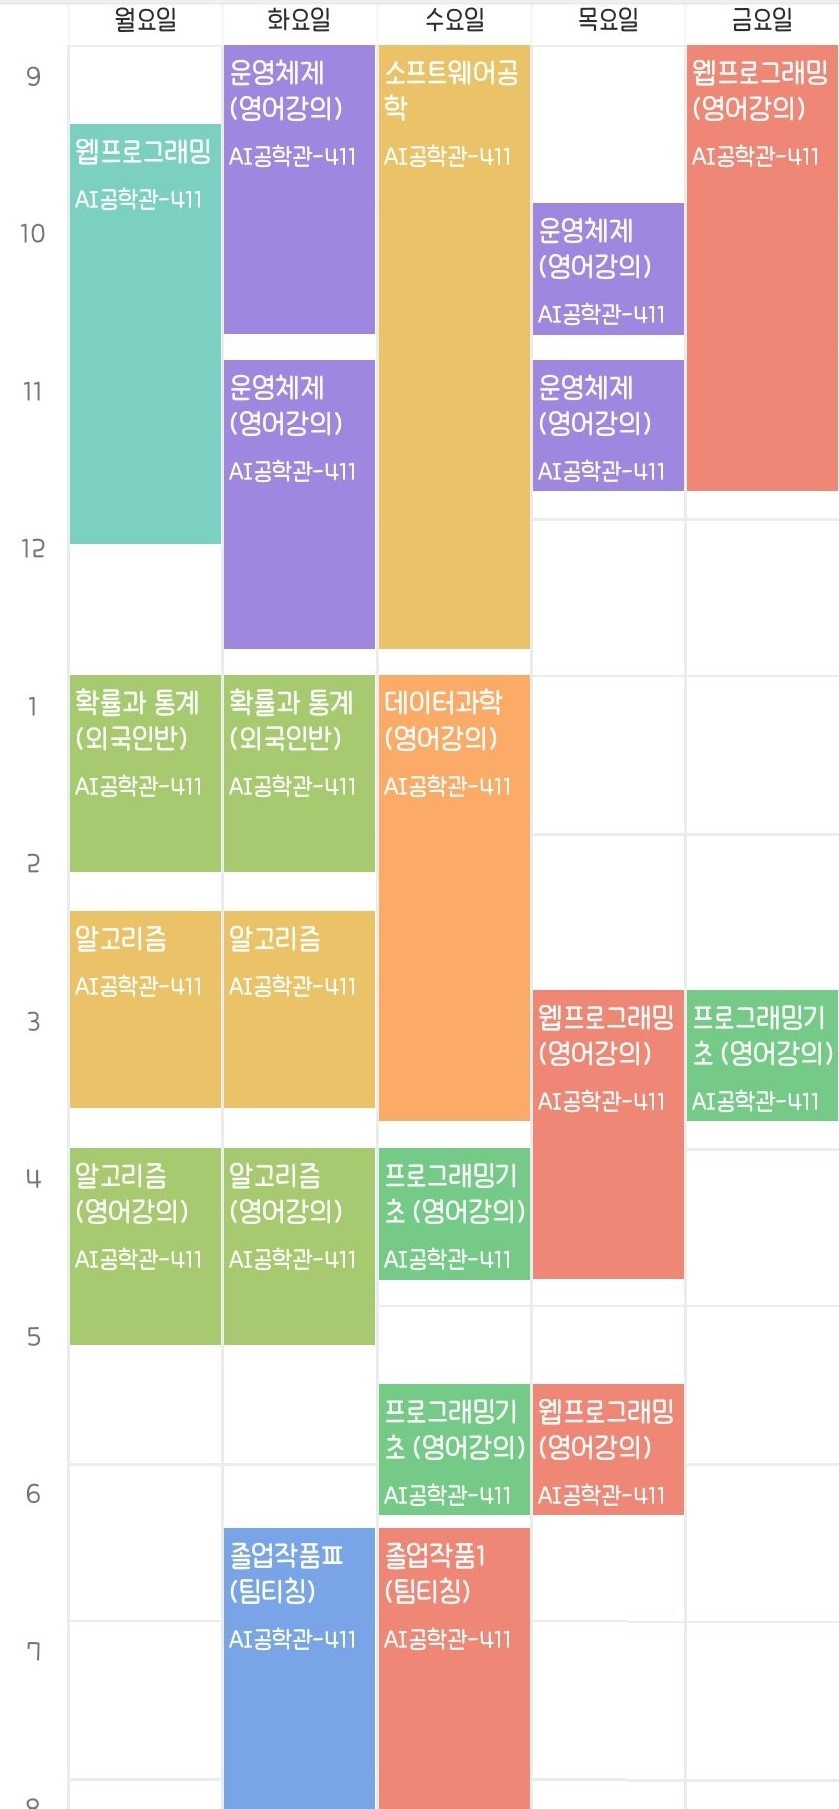 월요일
화요일
수요일
목요일
금요일
9
운영체제
(영어강의)
AI공학관-411
소프트웨어공
학
AI공학관-411
웹프로그래밍
(영어강의)
AI공학관-411
웹프로그래밍
AI공학관-411
10
운영체제
(영어강의)
AI공학관-411
11
운영체제
(영어강의)
AI공학관-411
운영체제
(영어강의)
AI공학관-411
12
1
확률과 통계
(외국인반)
AI공학관-411
확률과 통계
(외국인반)
AI공학관-411
데이터과학
(영어강의)
AI공학관-411
2
알고리즘
AI공학관-411
알고리즘
AI공학관-411
3
웹프로그래밍
(영어강의)
AI공학관-411
프로그래밍기
초 (영어강의)
AI공학관-411
4
알고리즘
(영어강의)
AI공학관-411
알고리즘
(영어강의)
AI공학관-411
프로그래밍기
초 (영어강의)
AI공학관-411
5
프로그래밍기
초 (영어강의)
AI공학관-411
웹프로그래밍
(영어강의)
AI공학관-411
6
졸업작품Ⅲ
(팀티칭)
AI공학관-411
졸업작품1
(팀티칭)
AI공학관-411
7
8